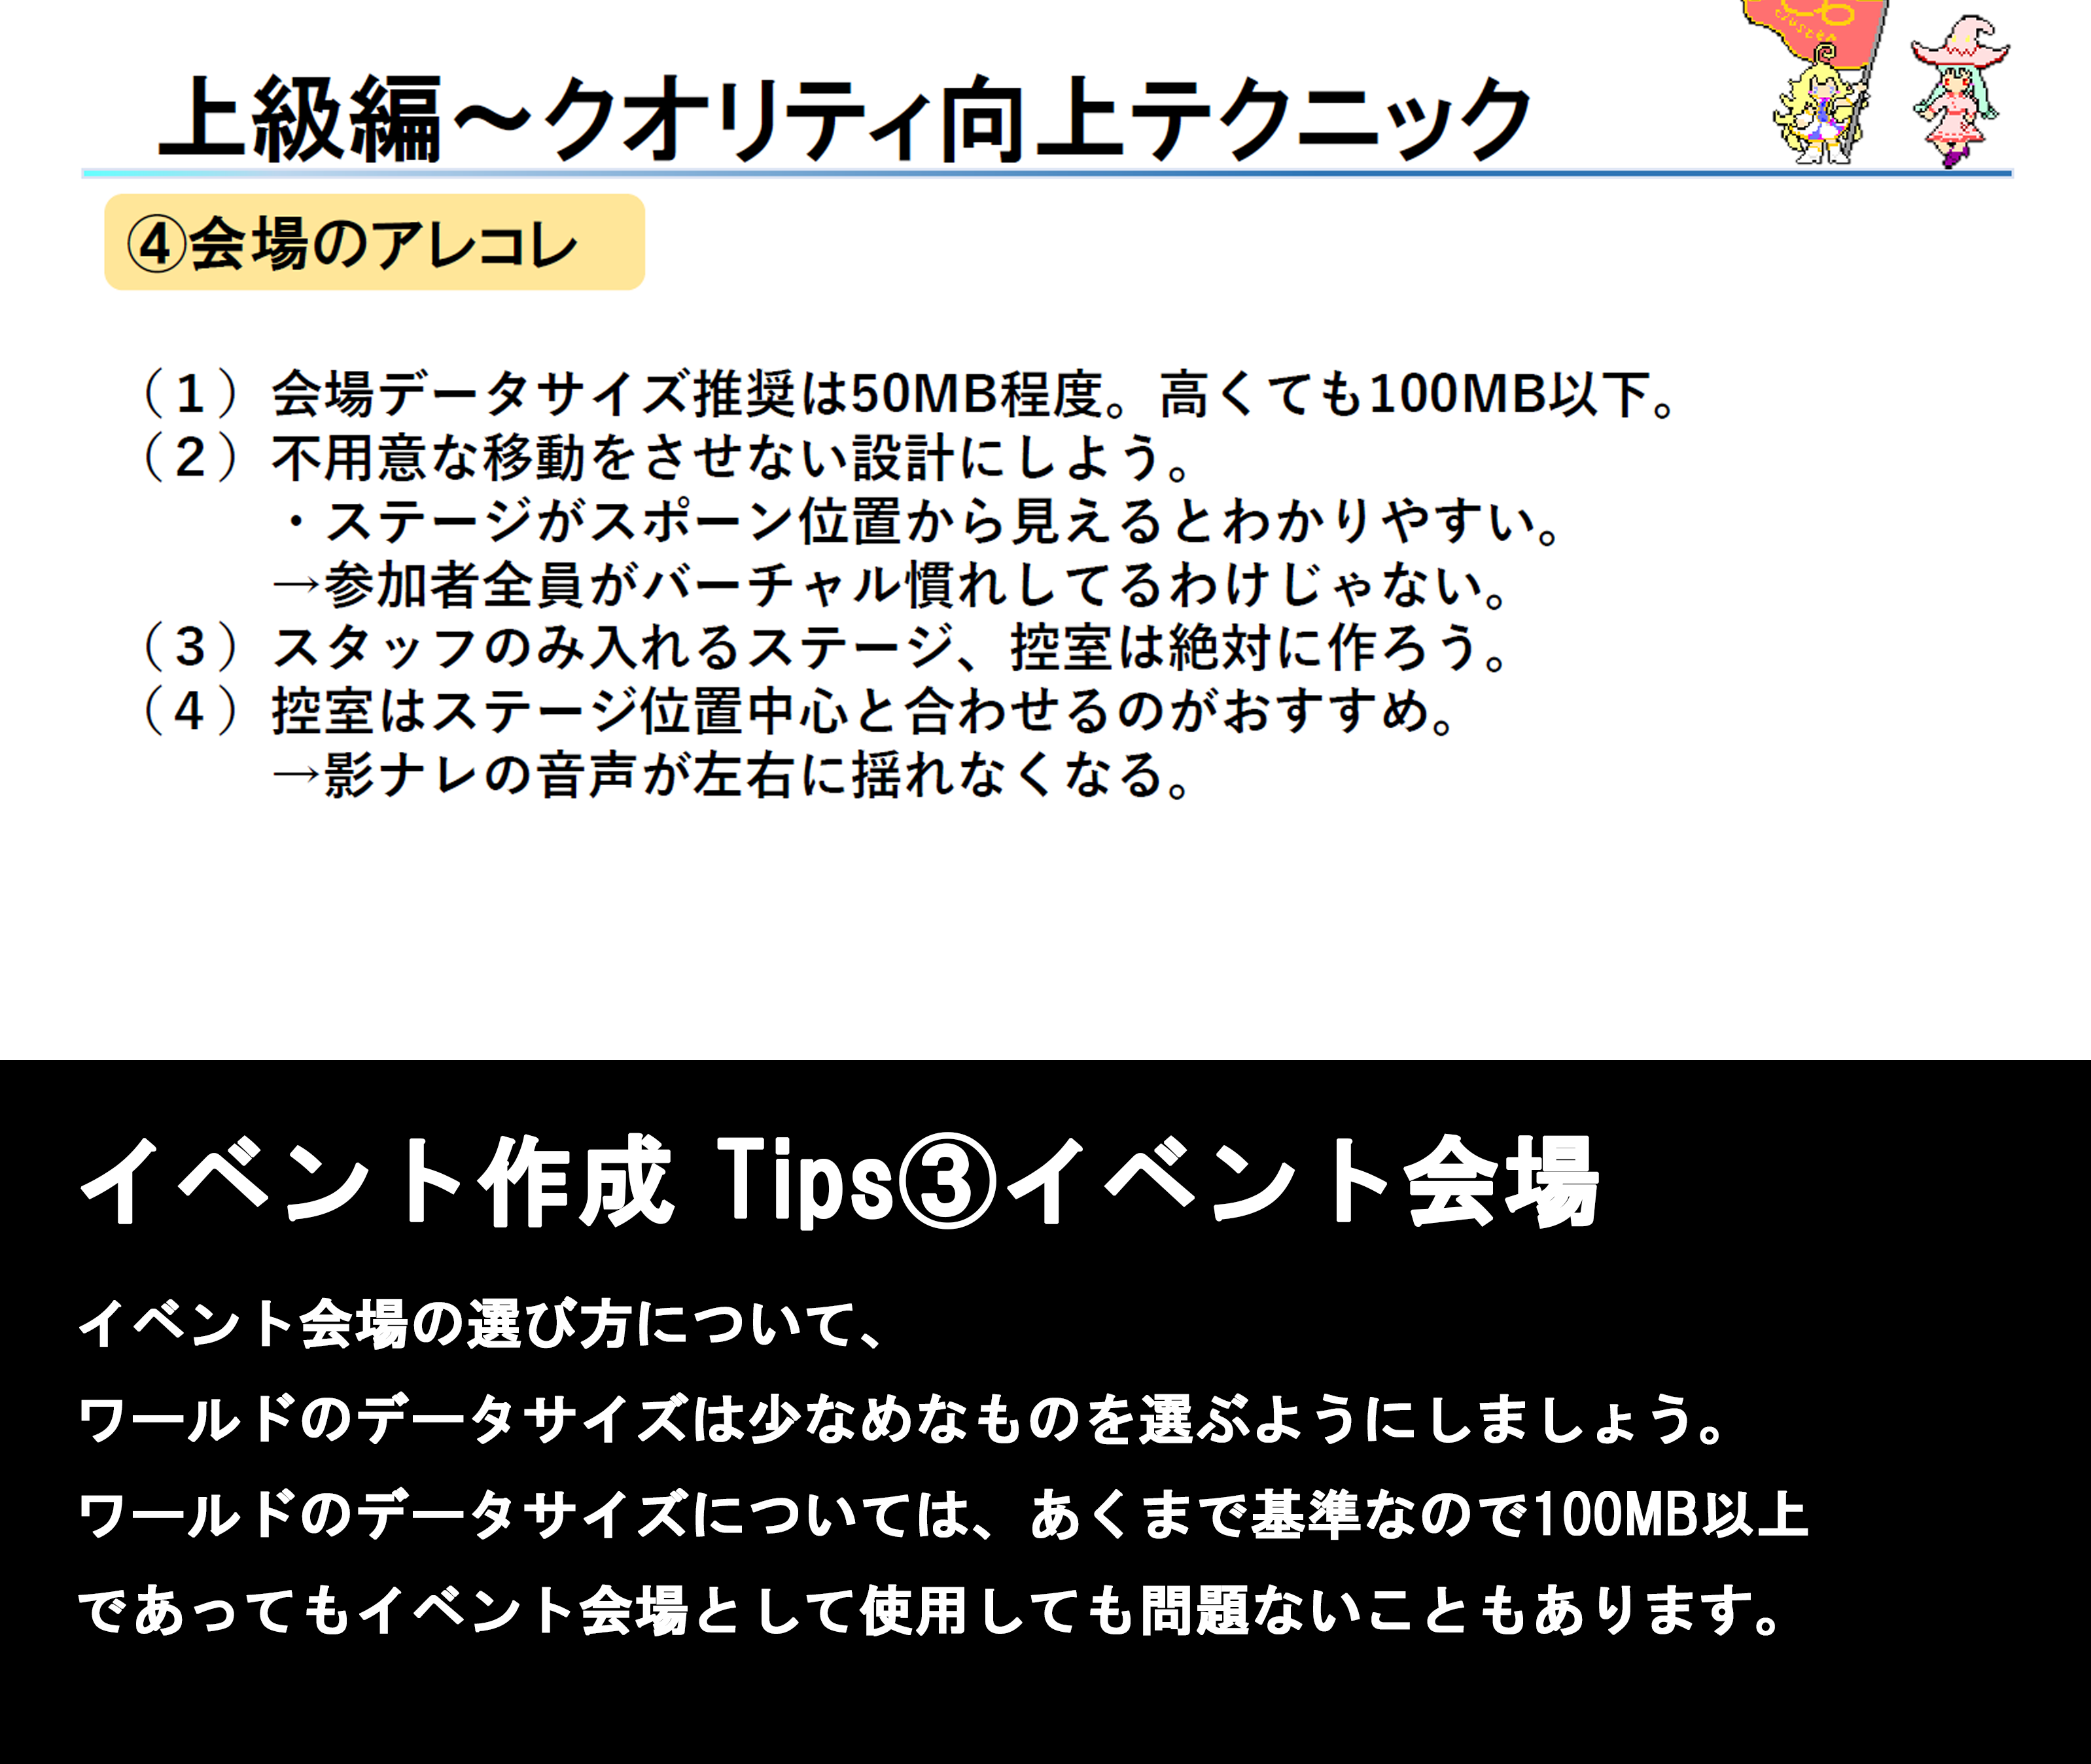 上級編～クオリティ向上テクニック
④会場のアレコレ
（１）会場データサイズ推奨は50MB程度。高くても100MB以下。
（２）不用意な移動をさせない設計にしよう。
・ステージがスポーン位置から見えるとわかりやすい。
→参加者全員がバーチャル慣れしてるわけじゃない。
（３）スタッフのみ入れるステージ、控室は絶対に作ろう。
（４）控室はステージ位置中心と合わせるのがおすすめ。
→影ナレの音声が左右に揺れなくなる。
イベント作成 Tips③イベント会場
イベント会場の選び方について、
ワールドのデータサイズは少なめなものを選ぶようにしましょう。
ワールドのデータサイズについては、あくまで基準なので100MB以上
であってもイベント会場として使用しても問題ないこともあります。